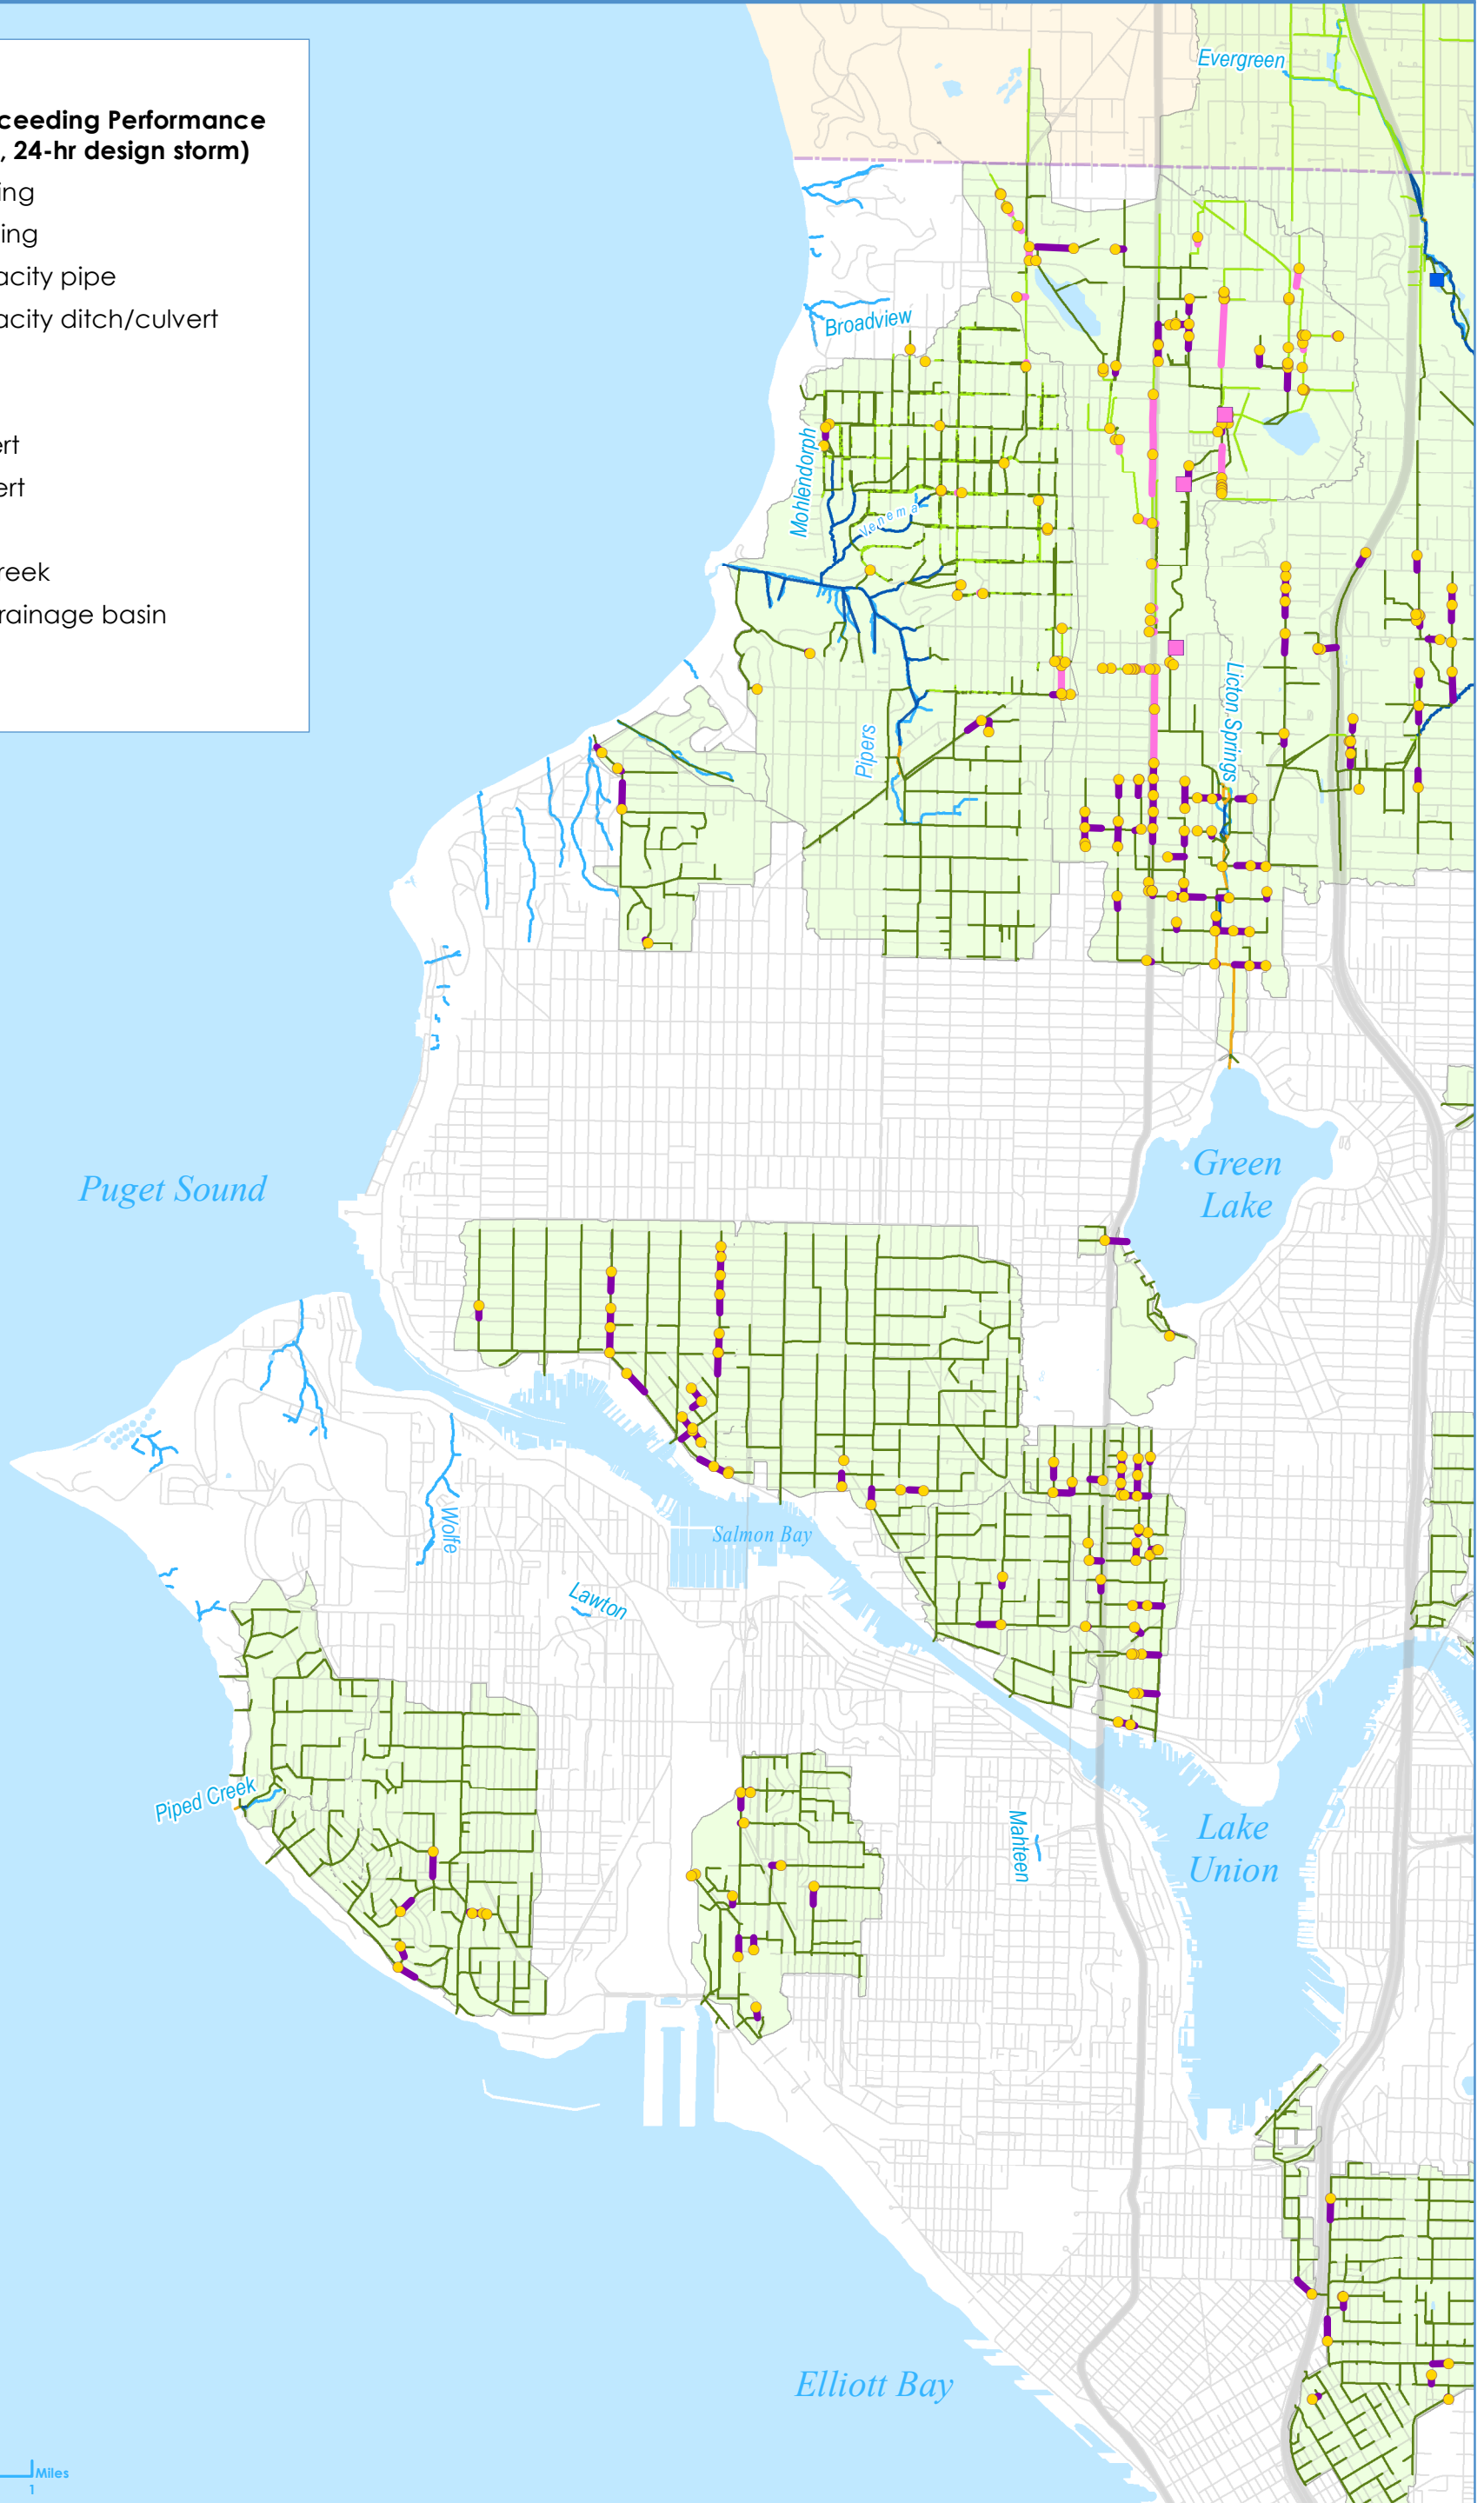 ceeding Performance
, 24-hr design storm)
ing
ing
acity pipe
acity ditch/culvert
ert
ert
reek
rainage basin
Evergreen
Broadview
Mohlendorph
Venema
Pipers
Licton Springs
Puget Sound
Green
Lake
Wolfe
Salmon Bay
Lawton
Piped Creek
Mahteen
Lake
Union
Elliott Bay
Miles
1